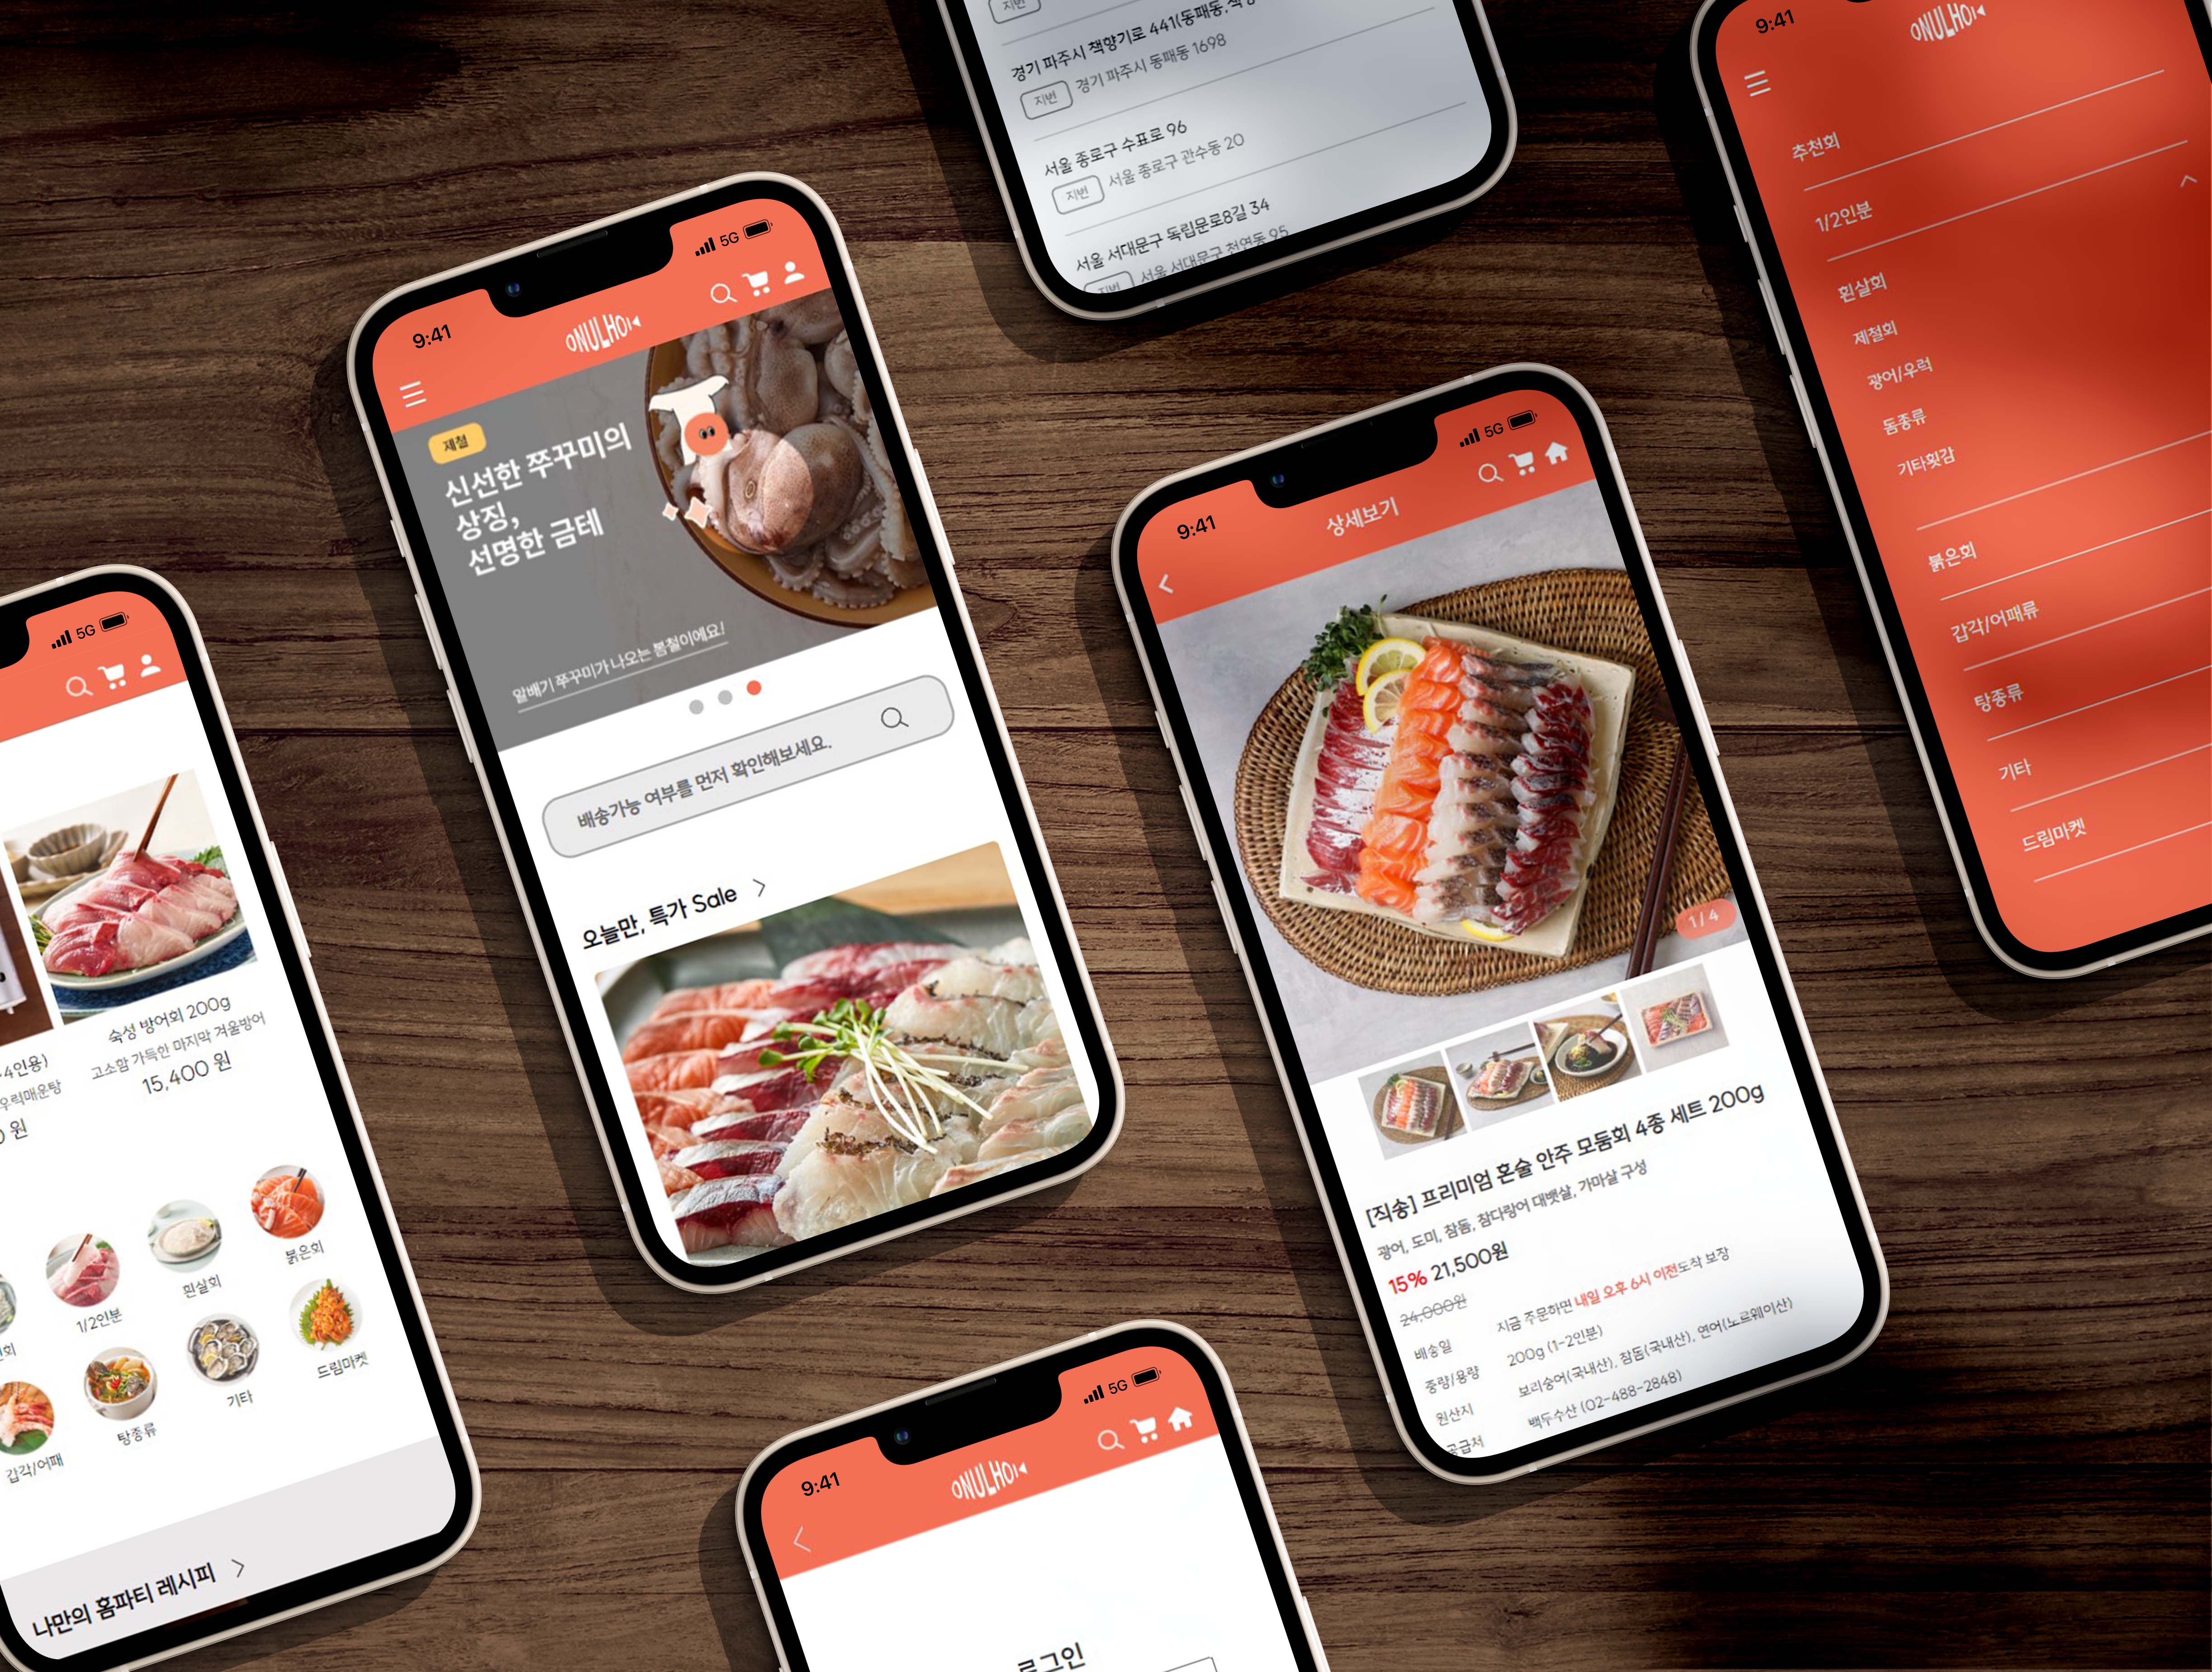 5G
4인용)
우럭매운탕
원
숙성 방어회 200g
고소함 가득한 마지막 겨울방어
15,400 원
1/2인분
흰살회
붉은회
갑각/어패
탕종류
기타
드림마켓
나만의 홈파티 레시피
9:41
5G
ONULHOI
제철
신선한 쭈꾸미의
상징,
선명한 금테
알배기 쭈꾸미가 나오는 봄철이에요!
배송가능 여부를 먼저 확인해보세요.
오늘만, 특가 Sale
지번
경기 파주시 책향기로 441(동패동,
지번 경기 파주시 동패동 1698
서울 종로구 수표로 96
지번 서울 종로구 관수동 20
서울 서대문구 독립문로8길 34
지번 서울 서대문구 천연동 95
9:41
5G
ONULHOI
로그인
9:41
5G
상세보기
1/4
[직송] 프리미엄 혼술 안주 모둠회 4종 세트 200g
광어, 도미, 참돔, 참다랑어 대뱃살, 가마살 구성
15% 21,500원
24,000원
배송일 지금 주문하면 내일 오후 6시 이전도착 보장
중량/용량 200g (1-2인분)
원산지 보리숭어(국내산), 참돔(국내산), 연어(노르웨이산)
공급처 백두수산 (02-488-2848)
9:41
ONULHOI
추천회
1/2인분
흰살회
제철회
광어/우럭
돔종류
기타횟감
붉은회
갑각/어패류
탕종류
기타
드림마켓